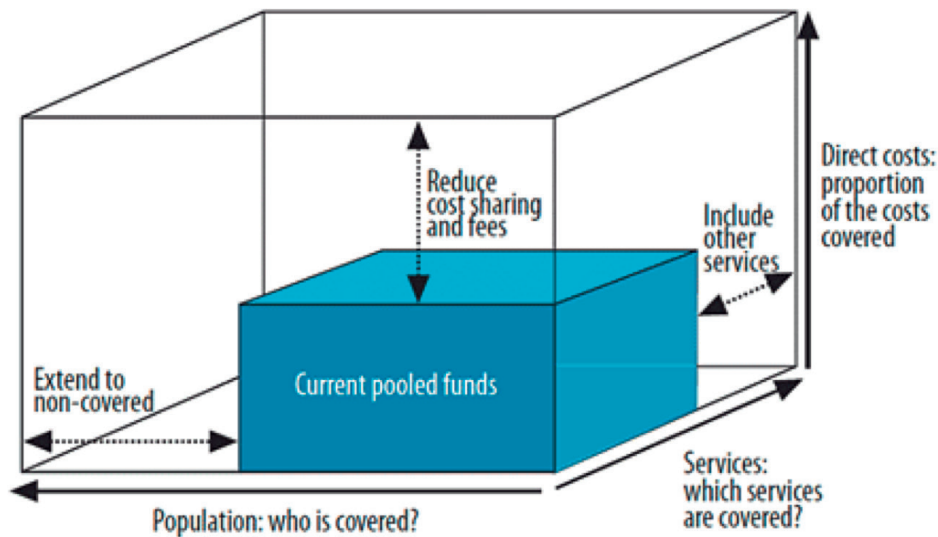 Reduce
cost sharing
and fees
Direct costs:
proportion
of the costs
covered
Include
other
services
Extend to
non-covered
Current pooled funds
Services:
which services
are covered?
Population: who is covered?